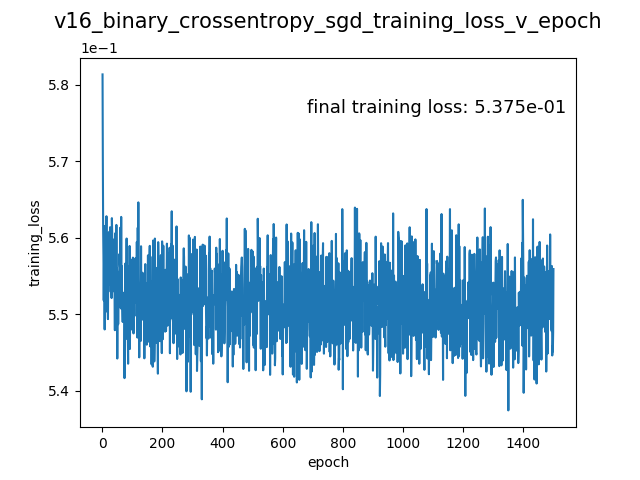 v16_binary_crossentropy_sgd_training_loss_v_epoch
1e−1
5.8
final training loss: 5.375e-01
5.7
5.6
training_loss
5.5
5.4
0 200 400 600 800 1000 1200 1400
epoch